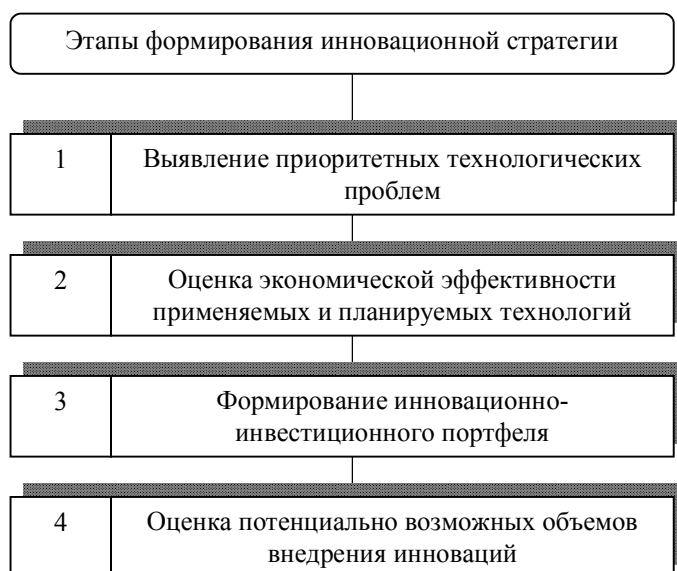 Этапы формирования инновационной стратегии
1
Выявление приоритетных технологических
проблем
2
Оценка экономической эффективности
применяемых и планируемых технологий
3
Формирование инновационно-
инвестиционного портфеля
4
Оценка потенциально возможных объемов
внедрения инноваций